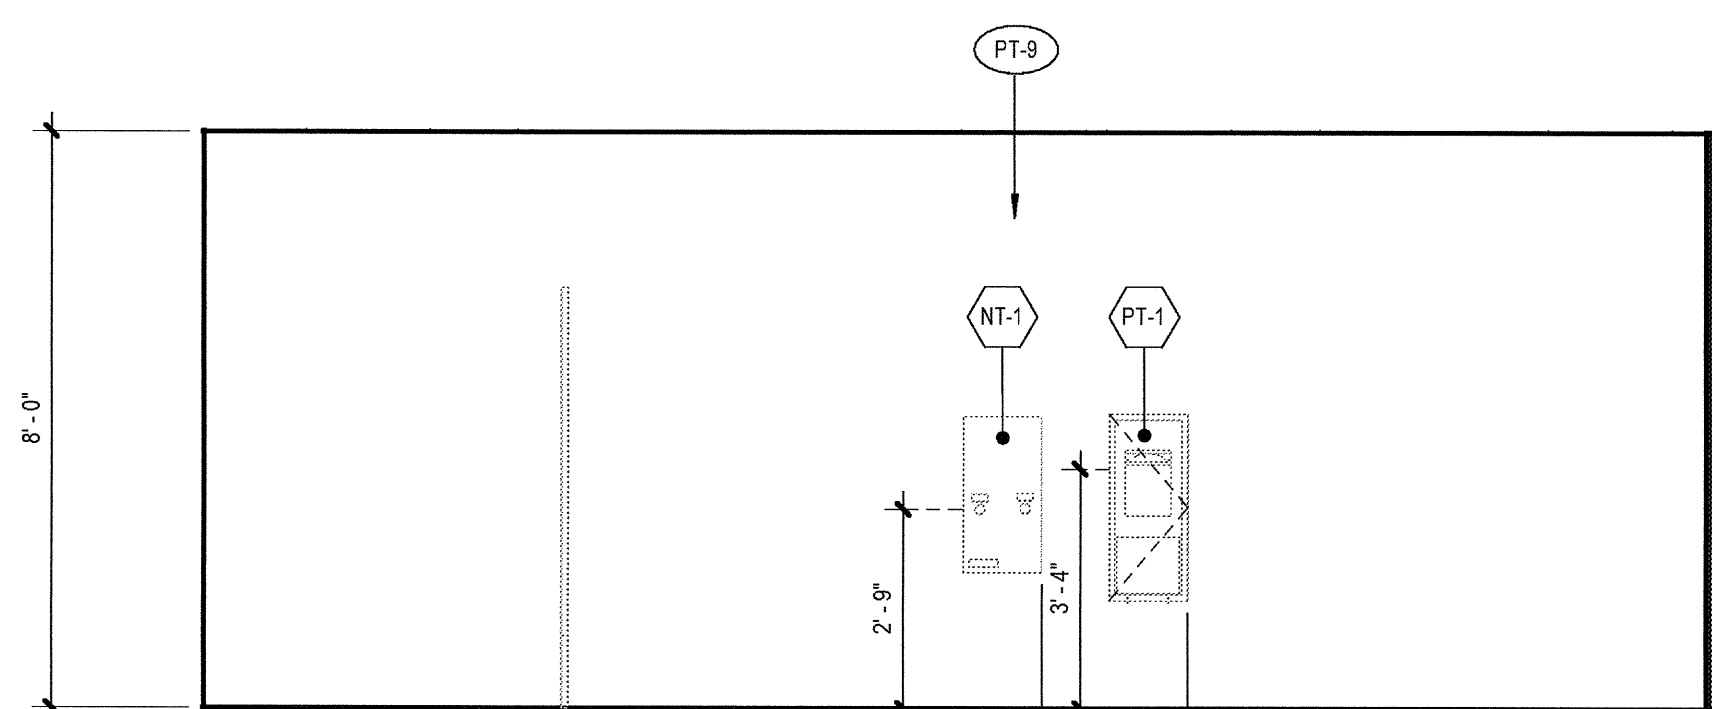 PT-9
NT-1
PT-1
8' - 0"
2' - 9"
3' - 4"